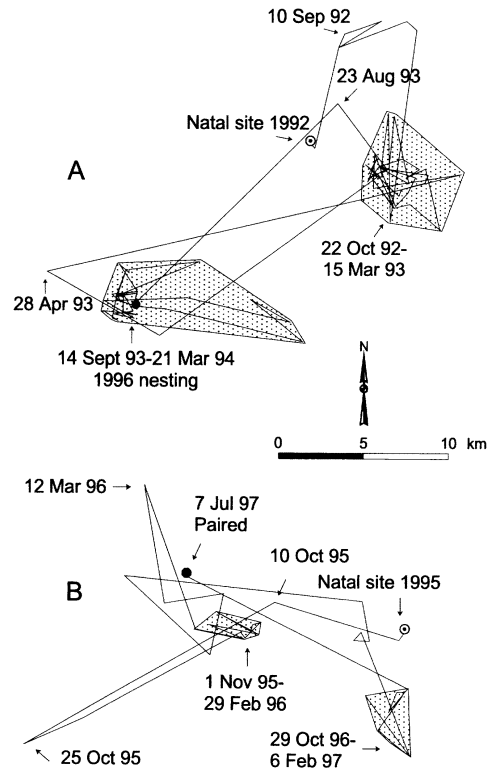 10 Sep 92
23 Aug 93
Natal site 1992
A
22 Oct 92-
15 Mar 93
28 Apr 93
14 Sept 93-21 Mar 94
1996 nesting
N
0 5 10 km
12 Mar 96
7 Jul 97
Paired
10 Oct 95
Natal site 1995
B
1 Nov 95-
29 Feb 96
29 Oct 96-
6 Feb 97
25 Oct 95